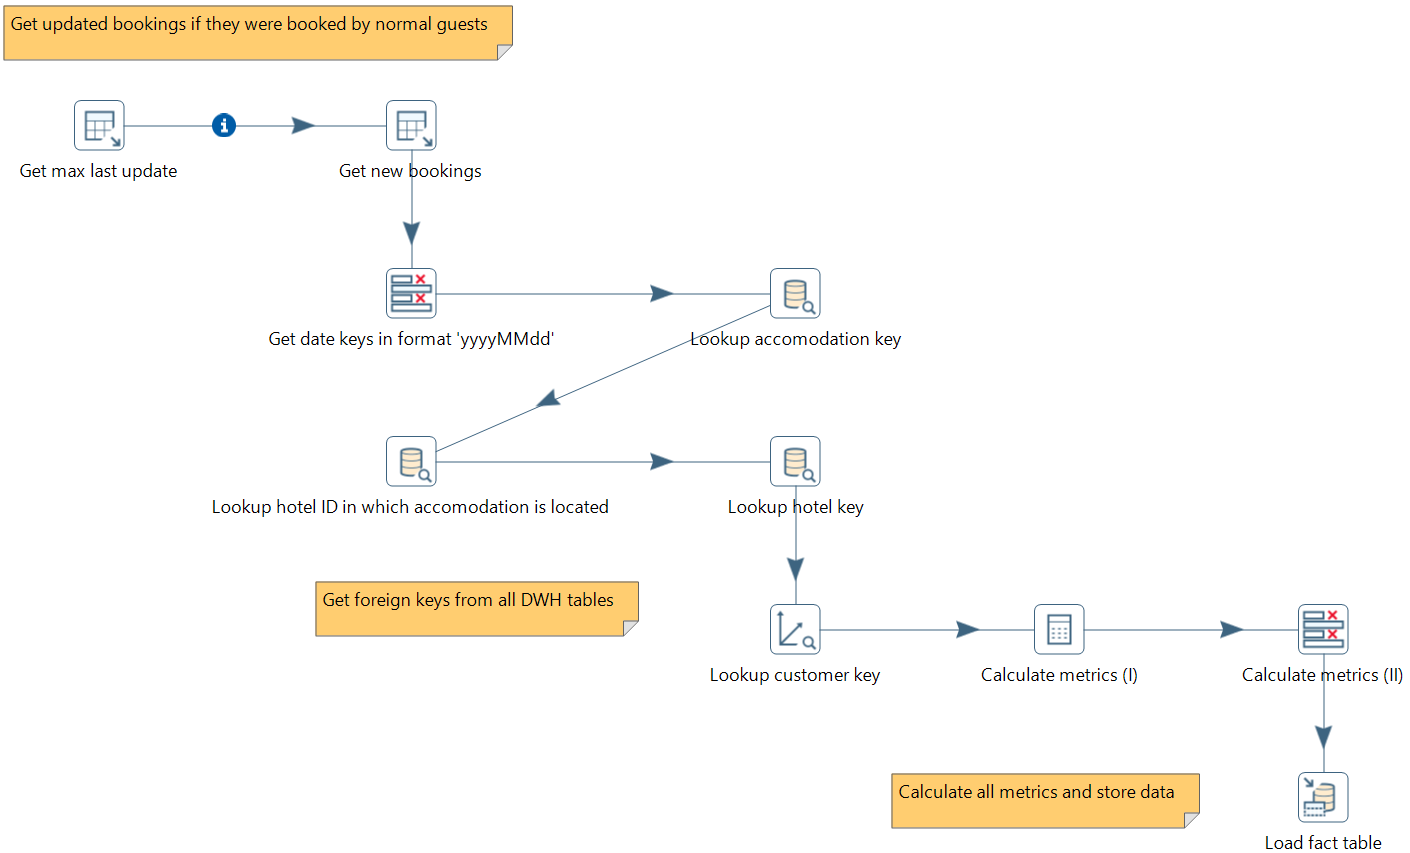 Get updated bookings if they were booked by normal guests
Get max last update
Get new bookings
Get date keys in format 'yyyyMMdd'
Lookup accomodation key
Lookup hotel ID in which accomodation is located
Lookup hotel key
Get foreign keys from all DWH tables
Lookup customer key
Calculate metrics (I)
Calculate metrics (II)
Calculate all metrics and store data
Load fact table